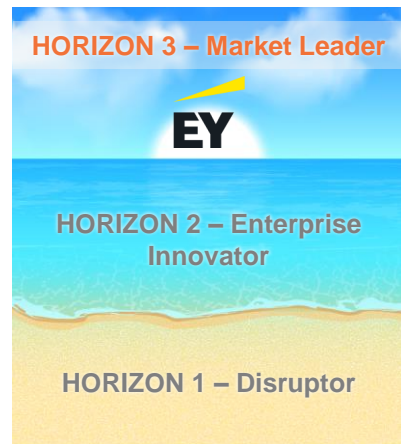 HORIZON 3 – Market Leader
EY
HORIZON 2 – Enterprise
Innovator
HORIZON 1 – Disruptor